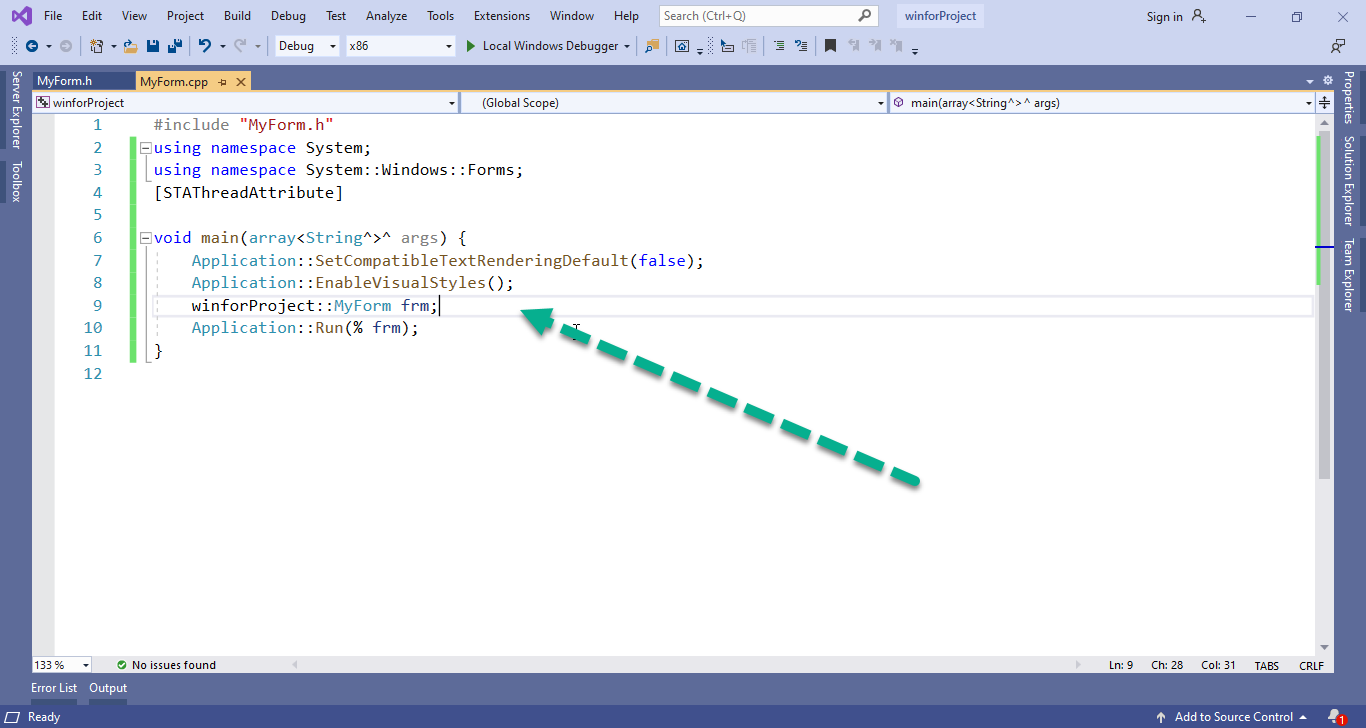 File Edit View Project Build Debug Test Analyze Tools Extensions Window Help Search (Ctrl+Q) winforProject Sign in
Debug x86 Local Windows Debugger
MyForm.h MyForm.cpp
winforProject (Global Scope) main(array<String^>^ args)
1 #include "MyForm.h"
2 using namespace System;
3 using namespace System::Windows::Forms;
4 [STAThreadAttribute]
5
6 void main(array<String^>^ args) {
7 Application::SetCompatibleTextRenderingDefault(false);
8 Application::EnableVisualStyles();
9 winforProject::MyForm frm;
10 Application::Run(% frm);
11 }
12
Server Explorer
Toolbox
Properties
Solution Explorer
Team Explorer
133 % No issues found Ln: 9 Ch: 28 Col: 31 TABS CRLF
Error List Output
Ready Add to Source Control 1